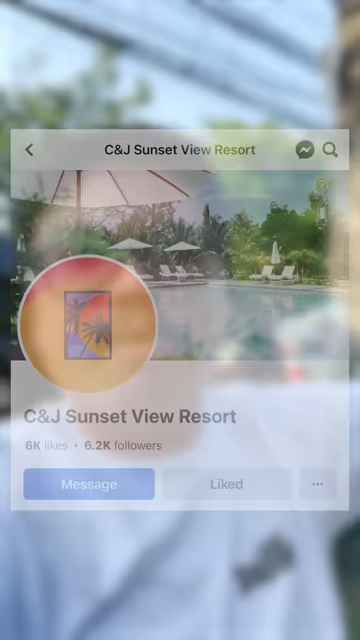 C&J Sunset View Resort
C&J Sunset View Resort
6K likes · 6.2K followers
Message
Liked